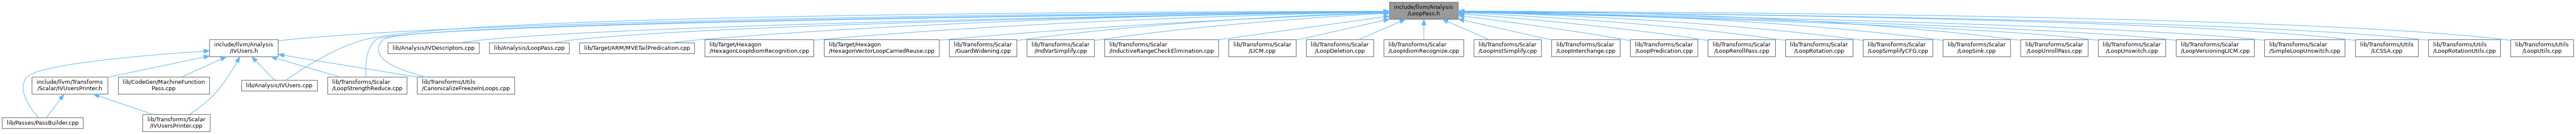 include/llvm/Analysis
/LoopPass.h
include/llvm/Analysis
/IVUsers.h
lib/Analysis/IVDescriptors.cpp
lib/Analysis/LoopPass.cpp
lib/Target/ARM/MVETailPredication.cpp
lib/Target/Hexagon
/HexagonLoopIdiomRecognition.cpp
lib/Target/Hexagon
/HexagonVectorLoopCarriedReuse.cpp
lib/Transforms/Scalar
/GuardWidening.cpp
lib/Transforms/Scalar
/IndVarSimplify.cpp
lib/Transforms/Scalar
/InductiveRangeCheckElimination.cpp
lib/Transforms/Scalar
/LICM.cpp
lib/Transforms/Scalar
/LoopDeletion.cpp
lib/Transforms/Scalar
/LoopIdiomRecognize.cpp
lib/Transforms/Scalar
/LoopInstSimplify.cpp
lib/Transforms/Scalar
/LoopInterchange.cpp
lib/Transforms/Scalar
/LoopPredication.cpp
lib/Transforms/Scalar
/LoopRerollPass.cpp
lib/Transforms/Scalar
/LoopRotation.cpp
lib/Transforms/Scalar
/LoopSimplifyCFG.cpp
lib/Transforms/Scalar
/LoopSink.cpp
lib/Transforms/Scalar
/LoopUnrollPass.cpp
lib/Transforms/Scalar
/LoopUnswitch.cpp
lib/Transforms/Scalar
/LoopVersioningLICM.cpp
lib/Transforms/Scalar
/SimpleLoopUnswitch.cpp
lib/Transforms/Utils
/LCSSA.cpp
lib/Transforms/Utils
/LoopRotationUtils.cpp
lib/Transforms/Utils
/LoopUtils.cpp
include/llvm/Transforms
/Scalar/IVUsersPrinter.h
lib/CodeGen/MachineFunction
Pass.cpp
lib/Analysis/IVUsers.cpp
lib/Transforms/Scalar
/LoopStrengthReduce.cpp
lib/Transforms/Utils
/CanonicalizeFreezeInLoops.cpp
lib/Passes/PassBuilder.cpp
lib/Transforms/Scalar
/IVUsersPrinter.cpp